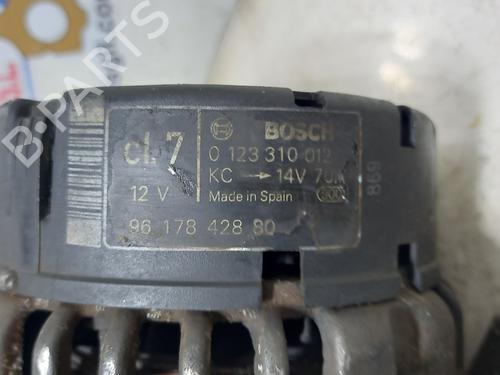 B-PARTS
BOSCH
cl.7
0 123 310 012
KC → 14V 70A
12 V
Made in Spain
96 178 428 80
869